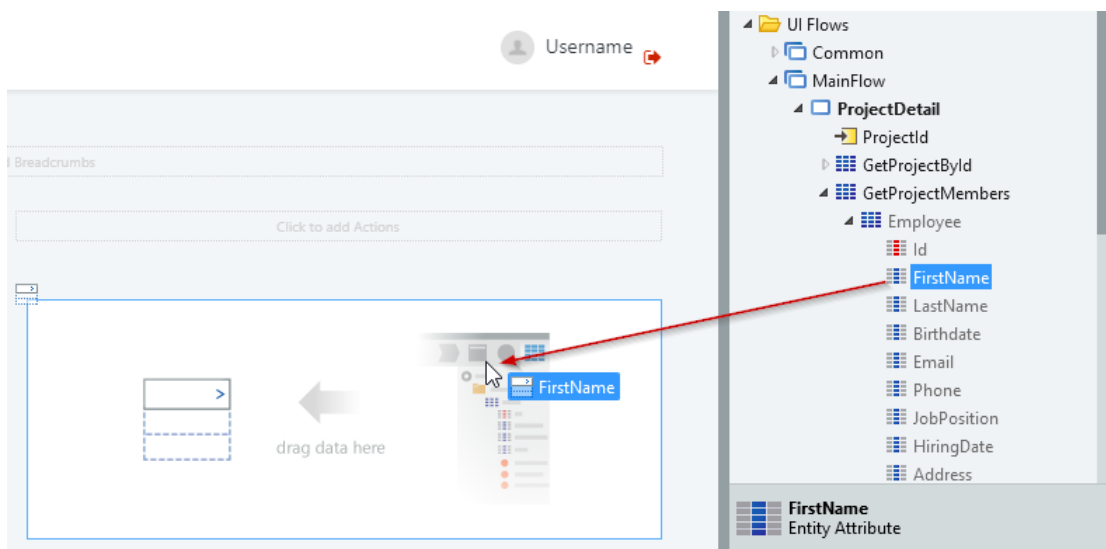 Username
d Breadcrumbs
Click to add Actions
drag data here
FirstName
UI Flows
Common
MainFlow
ProjectDetail
ProjectId
GetProjectById
GetProjectMembers
Employee
Id
FirstName
LastName
Birthdate
Email
Phone
JobPosition
HiringDate
Address
FirstName
Entity Attribute